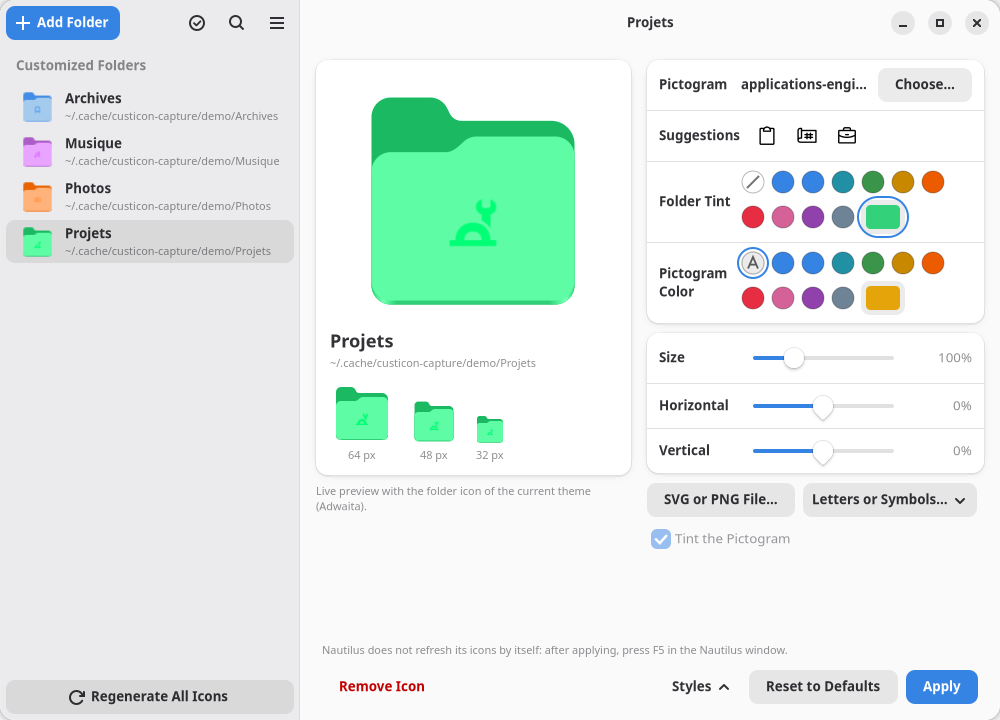 Add Folder
Customized Folders
Archives
~/.cache/custicon-capture/demo/Archives
Musique
~/.cache/custicon-capture/demo/Musique
Photos
~/.cache/custicon-capture/demo/Photos
Projets
~/.cache/custicon-capture/demo/Projets
Regenerate All Icons
Projets
Projets
~/.cache/custicon-capture/demo/Projets
64 px
48 px
32 px
Live preview with the folder icon of the current theme
(Adwaita).
Pictogram applications-engi... Choose...
Suggestions
Folder Tint
Pictogram
Color
A
Size 100%
Horizontal 0%
Vertical 0%
SVG or PNG File... Letters or Symbols...
Tint the Pictogram
Nautilus does not refresh its icons by itself: after applying, press F5 in the Nautilus window.
Remove Icon Styles Reset to Defaults Apply